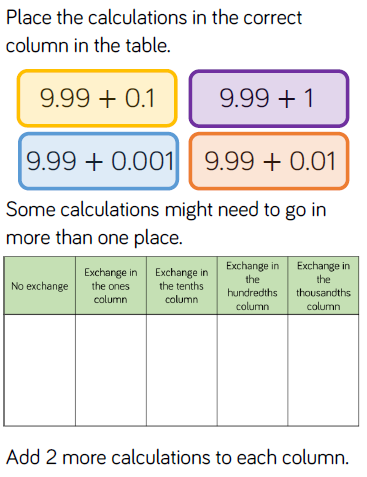 Place the calculations in the correct
column in the table.
9.99 + 0.1
9.99 + 1
9.99 + 0.001
9.99 + 0.01
Some calculations might need to go in
more than one place.
No exchange
Exchange in
the ones
column
Exchange in
the tenths
column
Exchange in
the
hundredths
column
Exchange in
the
thousandths
column
Add 2 more calculations to each column.